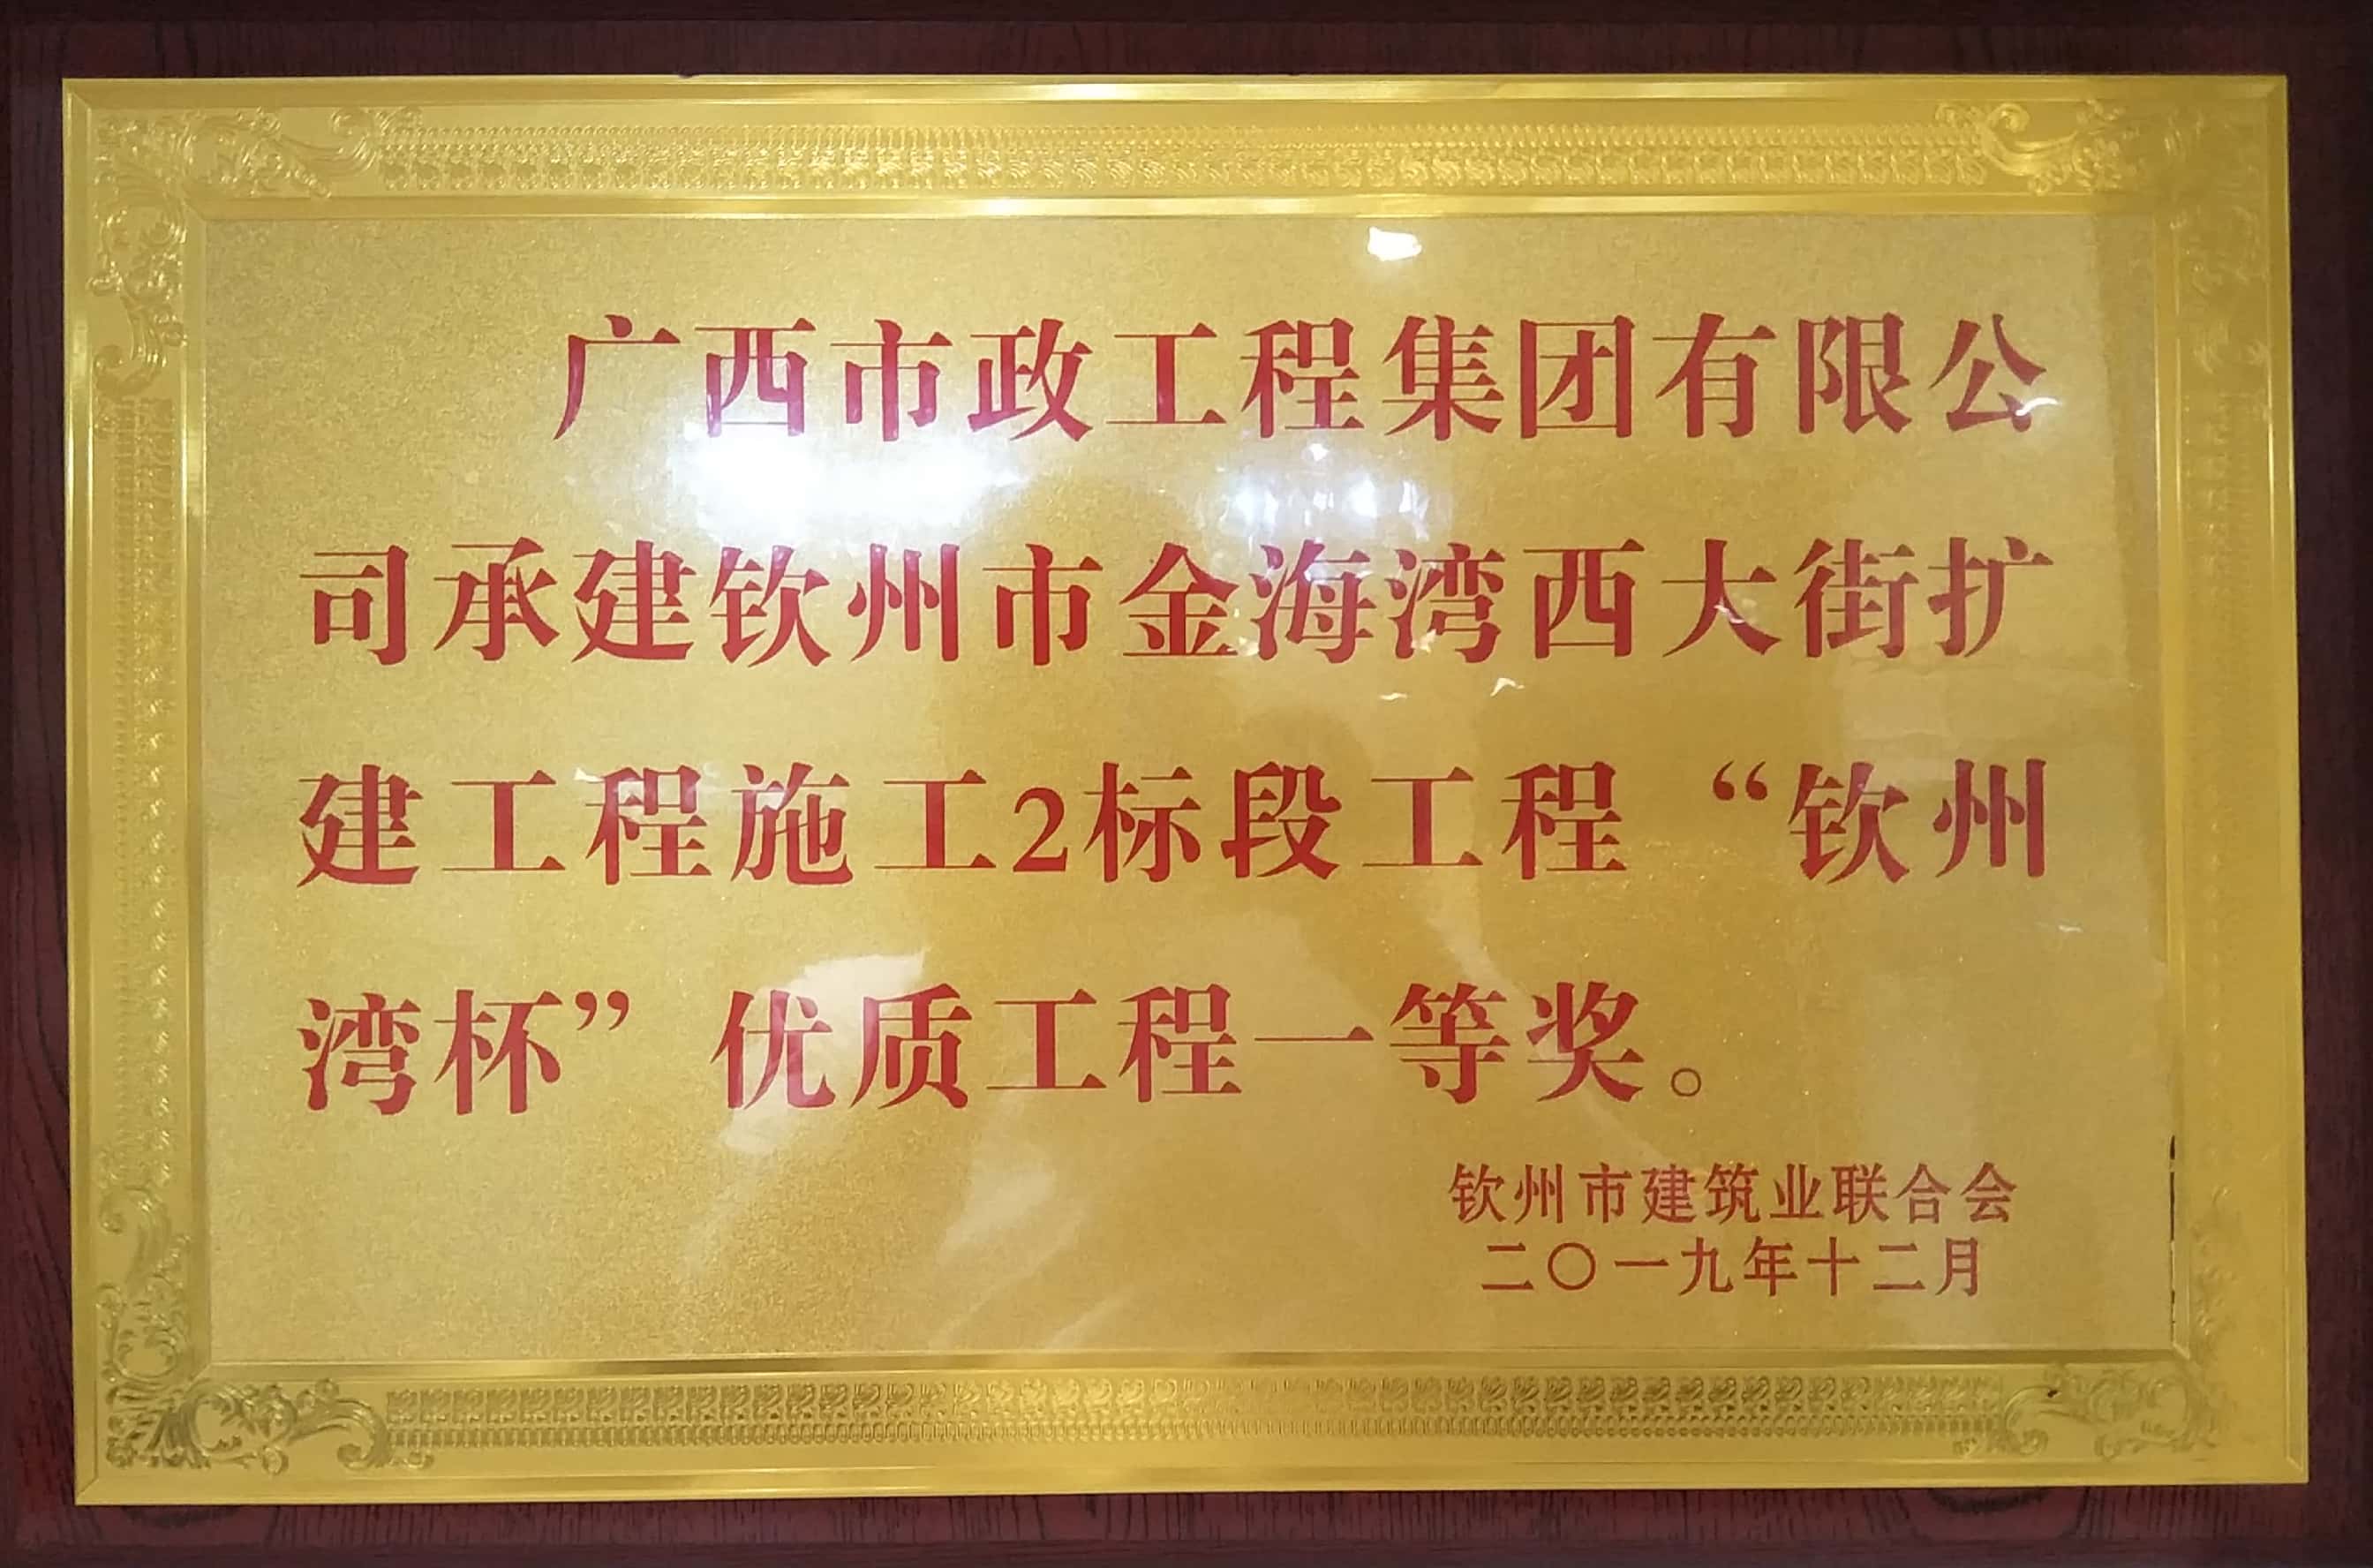 广西市政工程集团有限公
司承建钦州市金海湾西大街扩
建工程施工2标段工程“钦州
湾杯”优质工程一等奖。
钦州市建筑业联合会
二〇一九年十二月